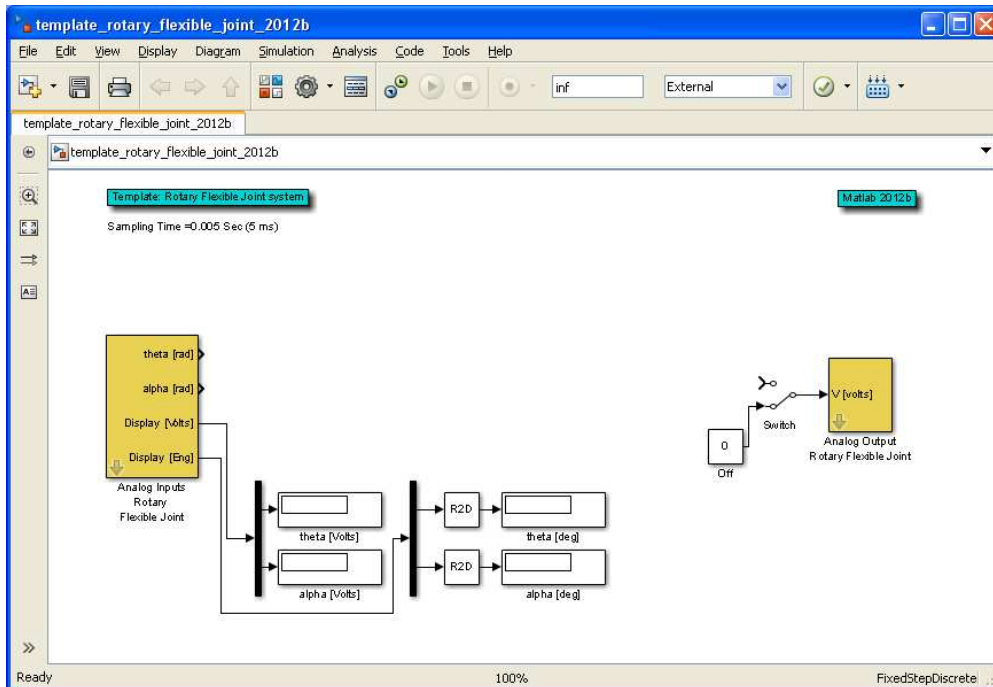 template_rotary_flexible_joint_2012b
File Edit View Display Diagram Simulation Analysis Code Tools Help
inf External
template_rotary_flexible_joint_2012b
template_rotary_flexible_joint_2012b
Template: Rotary Flexible Joint system
Matlab 2012b
Sampling Time =0.005 Sec (5 ms)
theta [rad]
alpha [rad]
Display [Volts]
Display [Eng]
Analog Inputs
Rotary
Flexible Joint
theta [Volts]
alpha [Volts]
R2D
R2D
theta [deg]
alpha [deg]
0
Off
Switch
V [volts]
Analog Output
Rotary Flexible Joint
Ready 100% FixedStepDiscrete